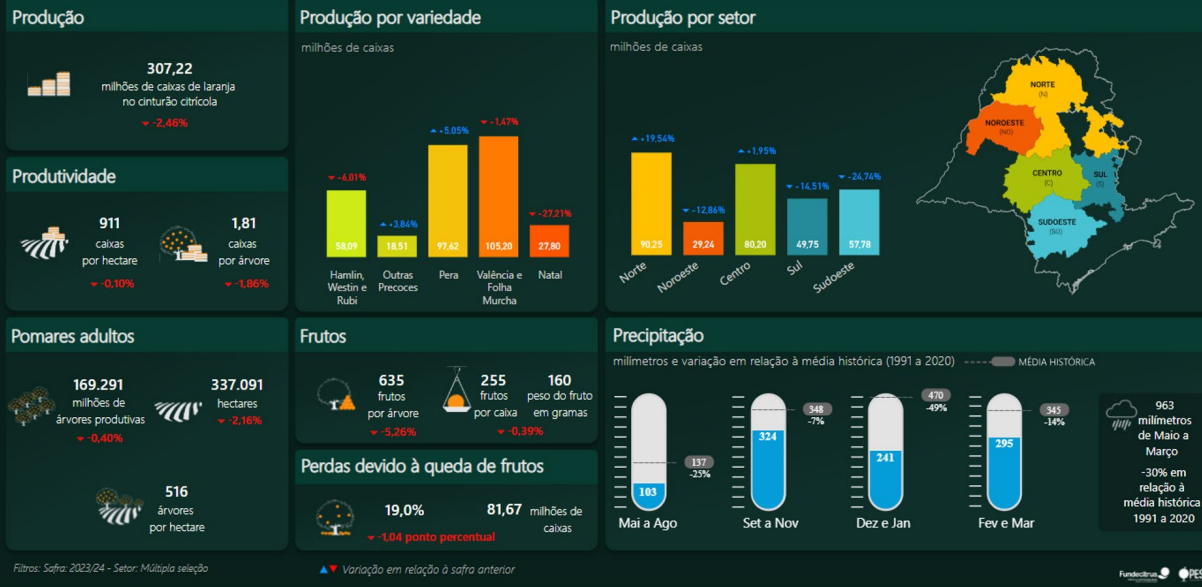 Produção
307,22
milhões de caixas de laranja
no cinturão citrícola
-2,46%
Produtividade
911
caixas
por hectare
-0,10%
1,81
caixas
por árvore
-1,86%
Produção por variedade
milhões de caixas
-6,01%
+3,84%
+5,05%
-1,47%
-27,21%
58,09
18,51
97,62
105,20
27,80
Hamlin,
Westin e
Rubi
Outras
Precoces
Pera
Valência e
Folha
Murcha
Natal
Produção por setor
milhões de caixas
+19,54%
-12,86%
+1,95%
-14,51%
-24,74%
90,25
29,24
80,20
49,75
57,78
Norte
Noroeste
Centro
Sul
Sudoeste
NORTE
(N)
NOROESTE
(NO)
CENTRO
(C)
SUL
(S)
SUDOESTE
(SU)
Pomares adultos
169.291
milhões de
árvores produtivas
-0,40%
337.091
hectares
-2,16%
516
árvores
por hectare
Frutos
635
frutos
por árvore
-5,26%
255
frutos
por caixa
-0,39%
160
peso do fruto
em gramas
Perdas devido à queda de frutos
19,0%
-1,04 ponto percentual
81,67 milhões de
caixas
Precipitação
milímetros e variação em relação à média histórica (1991 a 2020)
MÉDIA HISTÓRICA
137
-25%
103
Mai a Ago
348
-7%
324
Set a Nov
470
-49%
241
Dez e Jan
345
-14%
295
Fev e Mar
963
milímetros
de Maio a
Março
-30% em
relação à
média histórica
1991 a 2020
Filtros: Safra: 2023/24 - Setor: Múltipla seleção
Variação em relação à safra anterior
Fundecitrus